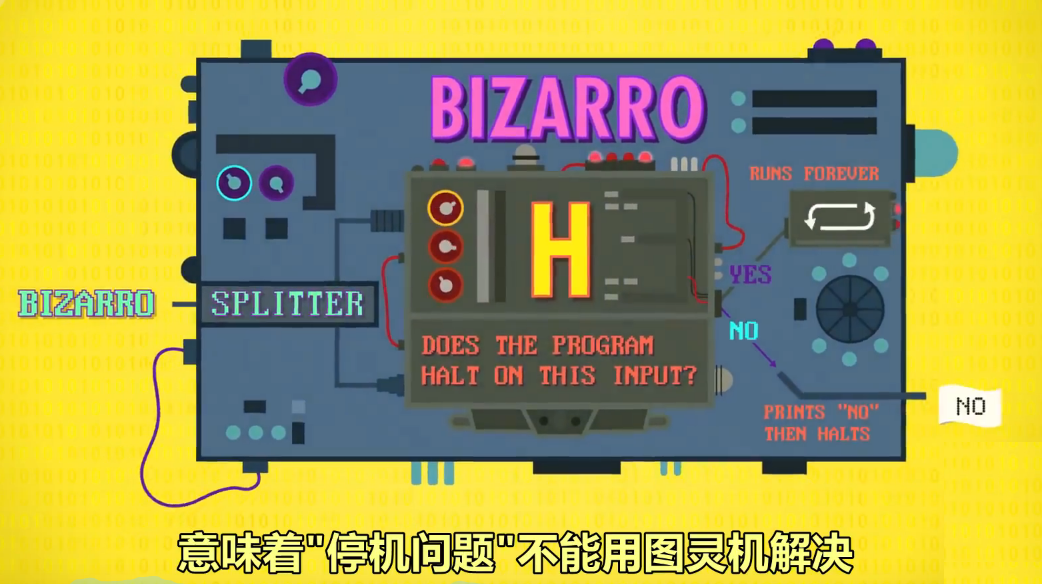 BIZARRO
RUNS FOREVER
H
YES
BIZARRO
SPLITTER
NO
DOES THE PROGRAM
HALT ON THIS INPUT?
NO
PRINTS "NO"
THEN HALTS
意味着"停机问题"不能用图灵机解决